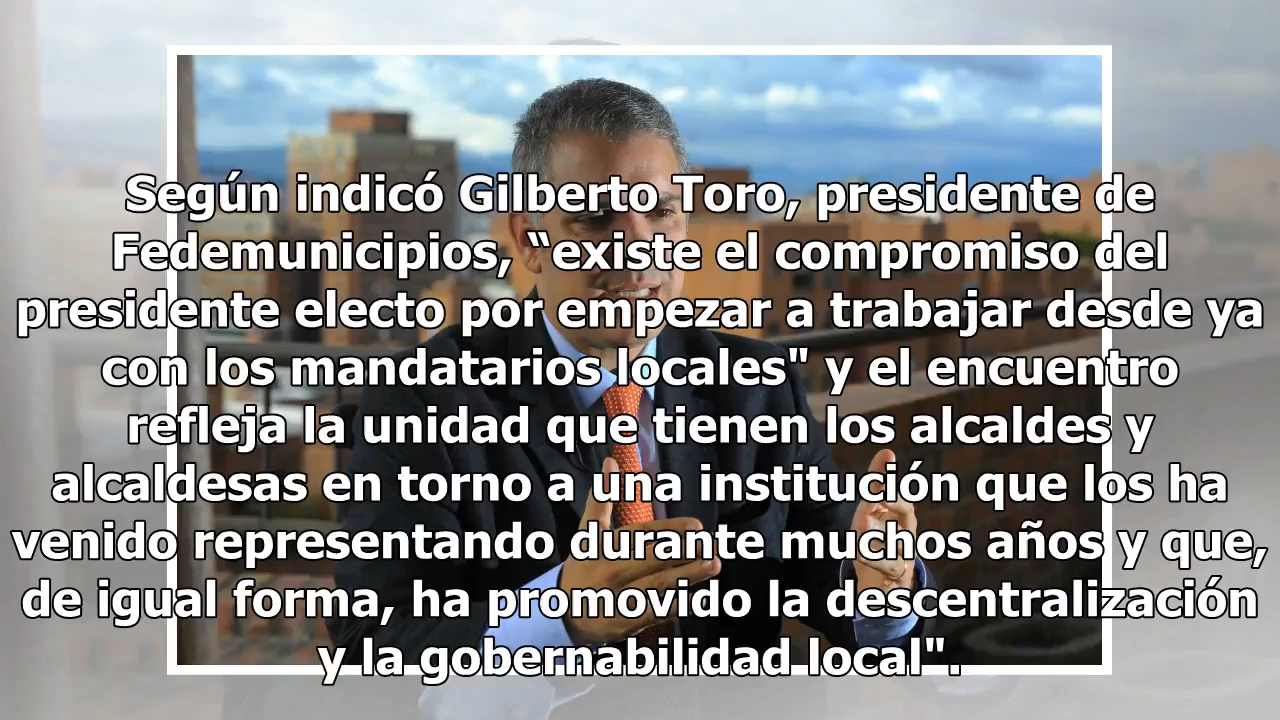 Según indicó Gilberto Toro, presidente de
Fedemunicipios, “existe el compromiso del
presidente electo por empezar a trabajar desde ya
con los mandatarios locales" y el encuentro
refleja la unidad que tienen los alcaldes y
alcaldesas en torno a una institución que los ha
venido representando durante muchos años y que,
de igual forma, ha promovido la descentralización
y la gobernabilidad local".